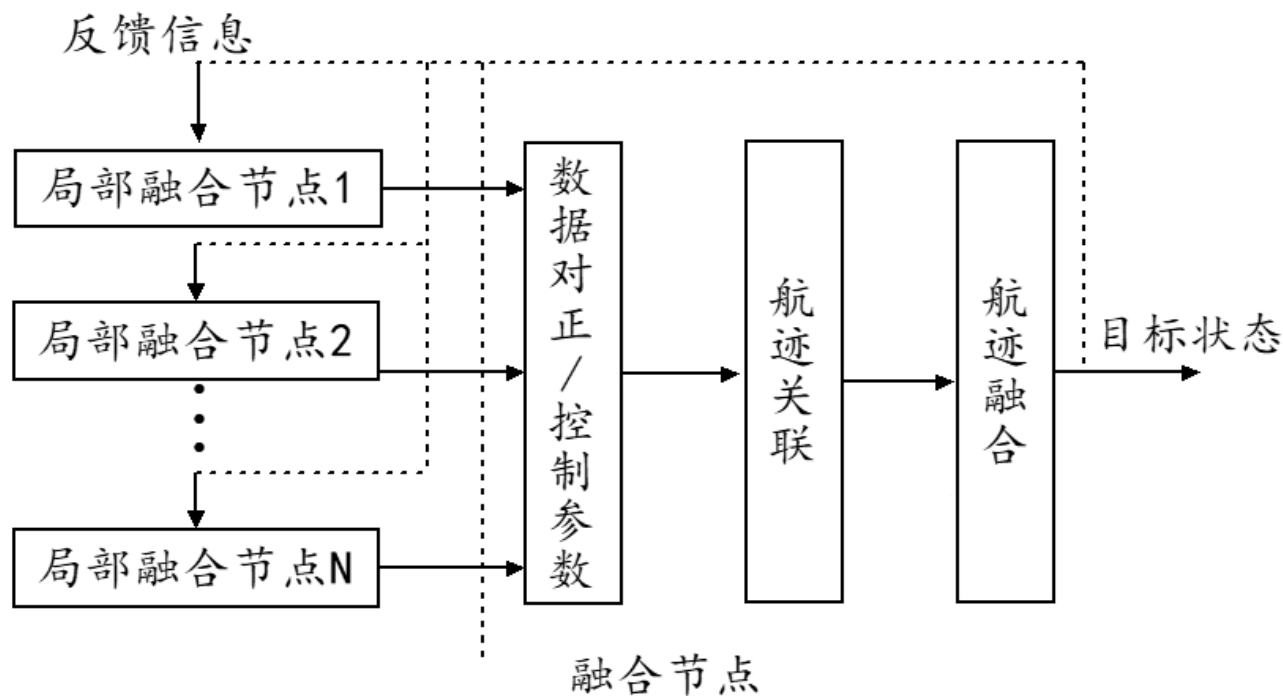 反馈信息
局部融合节点1
局部融合节点2
局部融合节点N
数据对正/控制参数
航迹关联
航迹融合
目标状态
融合节点